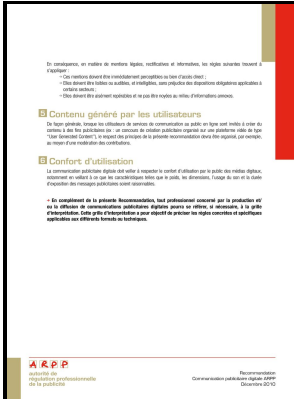 En conséquence, en matière de mentions légales, rectificatives et informatives, les règles suivantes trouvent à
s'appliquer :
– Ces mentions doivent être immédiatement perceptibles ou bien d'accès direct ;
– Elles doivent être lisibles ou audibles, et intelligibles, sans préjudice des dispositions obligatoires applicables à
certains secteurs ;
– Elles doivent être aisément repérables et ne pas être noyées au milieu d'informations annexes.
5 Contenu généré par les utilisateurs
De façon générale, lorsque les utilisateurs de services de communication au public en ligne sont invités à créer du
contenu à des fins publicitaires (ex : un concours de création publicitaire organisé sur une plateforme vidéo de type
"User Generated Content"), le respect des principes de la présente recommandation devra être organisé, par exemple,
au moyen d'une modération des contributions.
6 Confort d'utilisation
La communication publicitaire digitale doit veiller à respecter le confort d'utilisation par le public des médias digitaux,
notamment en veillant à ce que les caractéristiques telles que le poids, les dimensions, l'usage du son et la durée
d'exposition des messages publicitaires soient raisonnables.
+ En complément de la présente Recommandation, tout professionnel concerné par la production et/
ou la diffusion de communications publicitaires digitales pourra se référer, si nécessaire, à la grille
d'interprétation. Cette grille d'interprétation a pour objectif de préciser les règles concrètes et spécifiques
applicables aux différents formats ou techniques.
A R P P
autorité de
régulation professionnelle
de la publicité
Recommandation
Communication publicitaire digitale ARPP
Décembre 2010